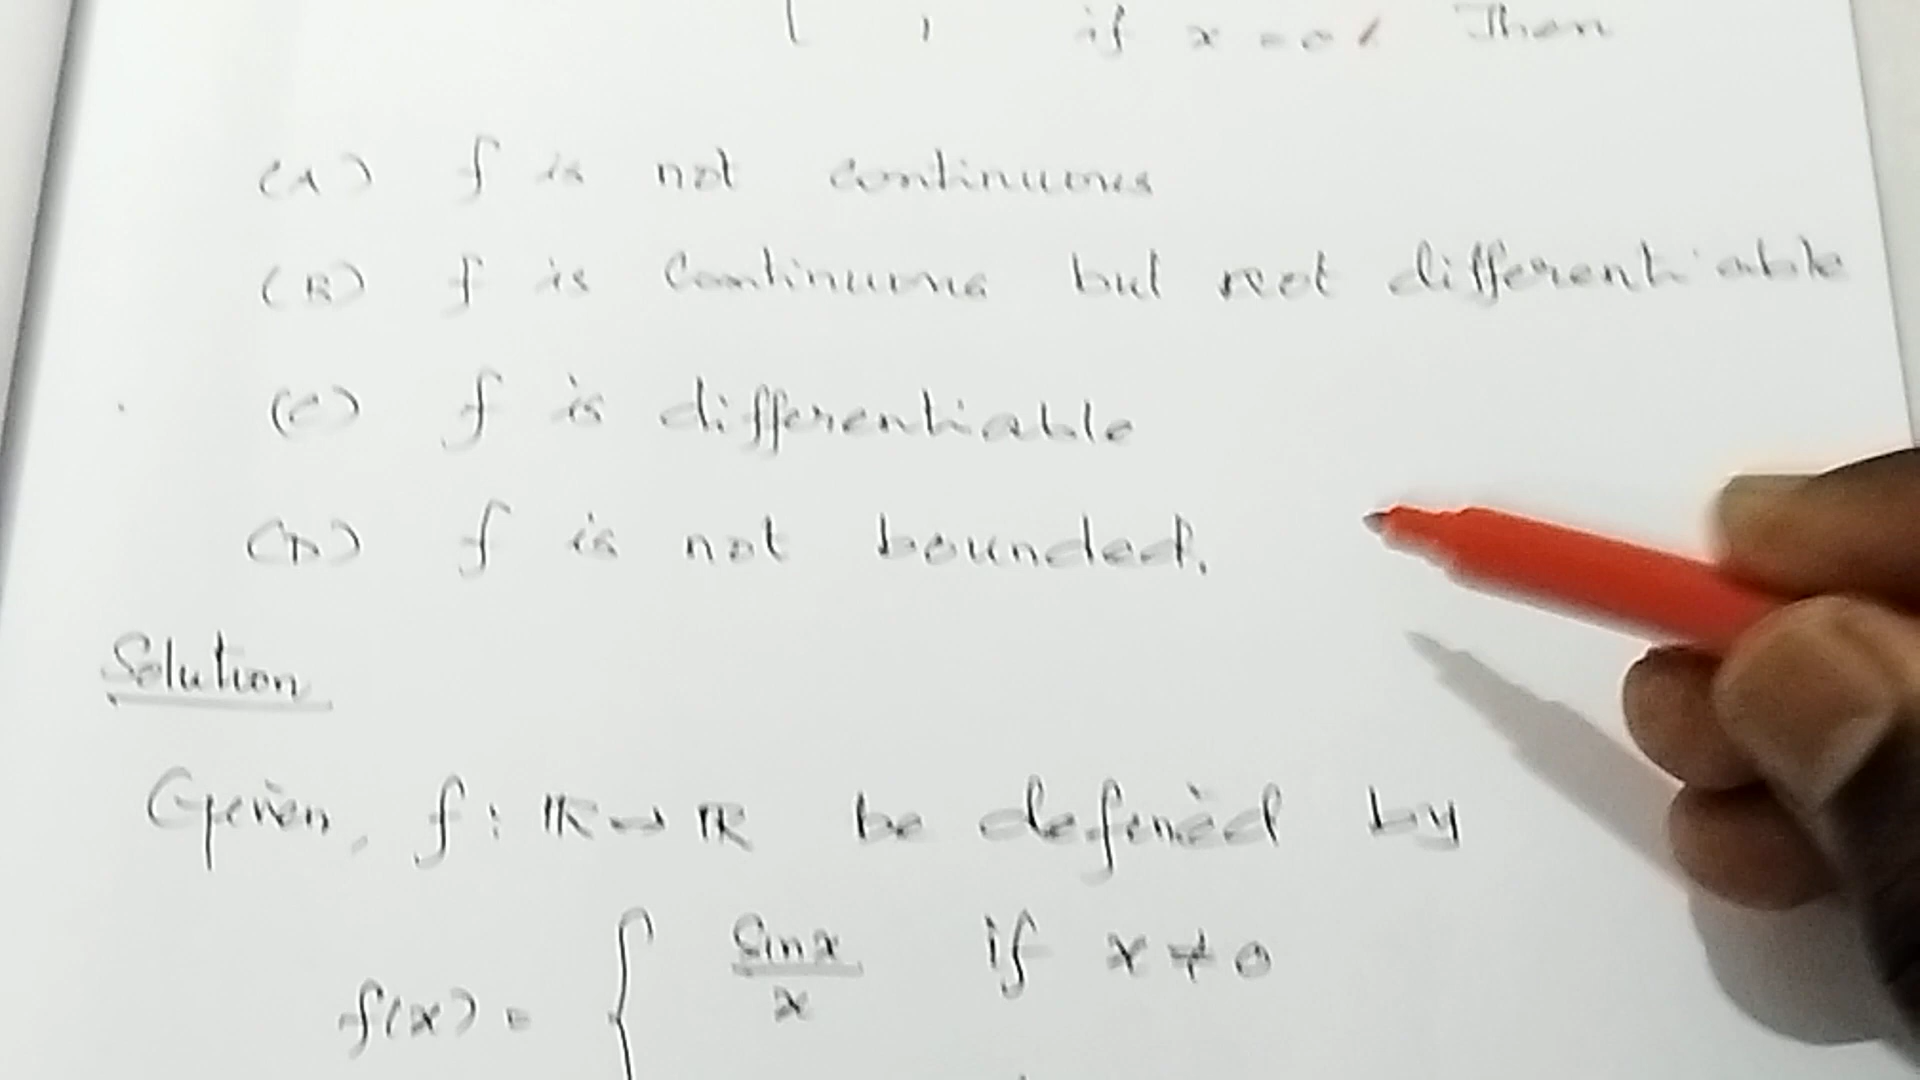 if x = 0. Then
(A) f is not continuous
(B) f is continuous but not differentiable
(C) f is differentiable
(D) f is not bounded.
Solution
Given, f : ℝ → ℝ be defined by
f(x) = { sin x / x if x ≠ 0